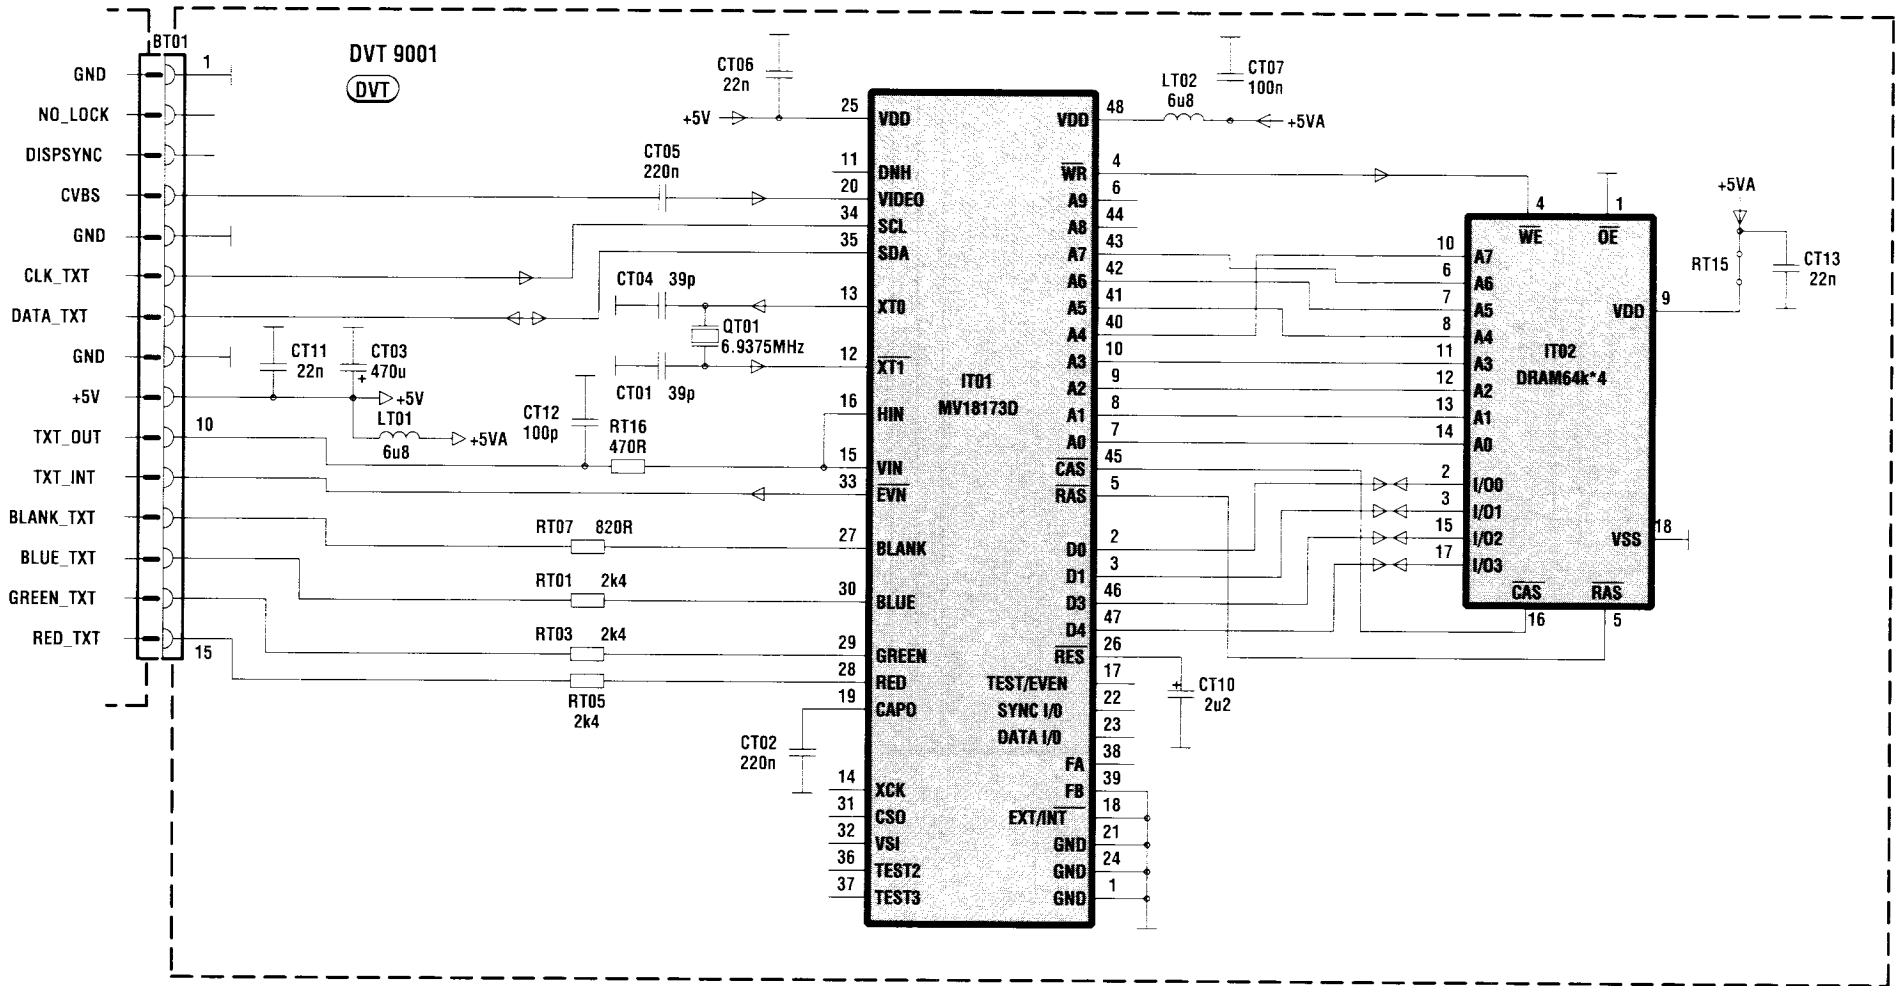 BT01
GND
1
NO_LOCK
DISPSYNC
CVBS
GND
CLK_TXT
DATA_TXT
GND
+5V
TXT_OUT
10
TXT_INT
BLANK_TXT
BLUE_TXT
GREEN_TXT
RED_TXT
15
DVT 9001
DVT
CT06
22n
+5V
CT05
220n
CT04 39p
QT01
6.9375MHz
CT01 39p
CT11
22n
CT03
470u
+
+5V
LT01
6u8
+5VA
CT12
100p
RT16
470R
RT07 820R
RT01 2k4
RT03 2k4
RT05
2k4
CT02
220n
25 VDD
11 DNH
20 VIDEO
34 SCL
35 SDA
13 XT0
12 XT1
16 HIN
15 VIN
33 EVN
27 BLANK
30 BLUE
29 GREEN
28 RED
19 CAPO
14 XCK
31 CSO
32 VSI
36 TEST2
37 TEST3
IT01
MV18173D
VDD 48
WR 4
A9 6
A8 44
A7 43
A6 42
A5 41
A4 40
A3 10
A2 9
A1 8
A0 7
CAS 45
RAS 5
D0 2
D1 3
D3 46
D4 47
RES 26
TEST/EVEN 17
SYNC I/O 22
DATA I/O 23
FA 38
FB 39
EXT/INT 18
GND 21
GND 24
GND 1
LT02
6u8
CT07
100n
+5VA
+ CT10
2u2
4 1
WE OE
10 A7
6 A6
7 A5
8 A4
11 A3
12 A2
13 A1
14 A0
2 I/O0
3 I/O1
15 I/O2
17 I/O3
IT02
DRAM64k*4
VDD 9
VSS 18
CAS RAS
16 5
+5VA
RT15
CT13
22n